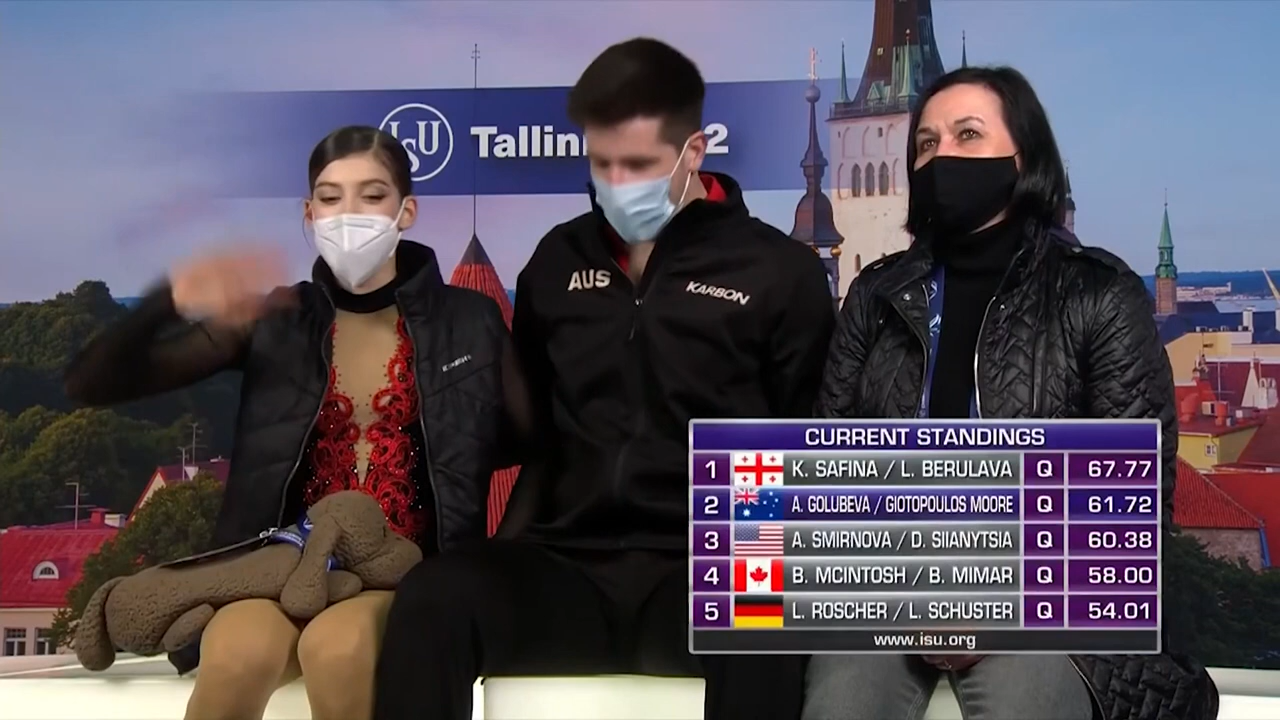 ISU
Tallin 2
AUS
KARBON
CURRENT STANDINGS
1 K. SAFINA / L. BERULAVA Q 67.77
2 A. GOLUBEVA / GIOTOPOULOS MOORE Q 61.72
3 A. SMIRNOVA / D. SIIANYTSIA Q 60.38
4 B. MCINTOSH / B. MIMAR Q 58.00
5 L. ROSCHER / L. SCHUSTER Q 54.01
www.isu.org